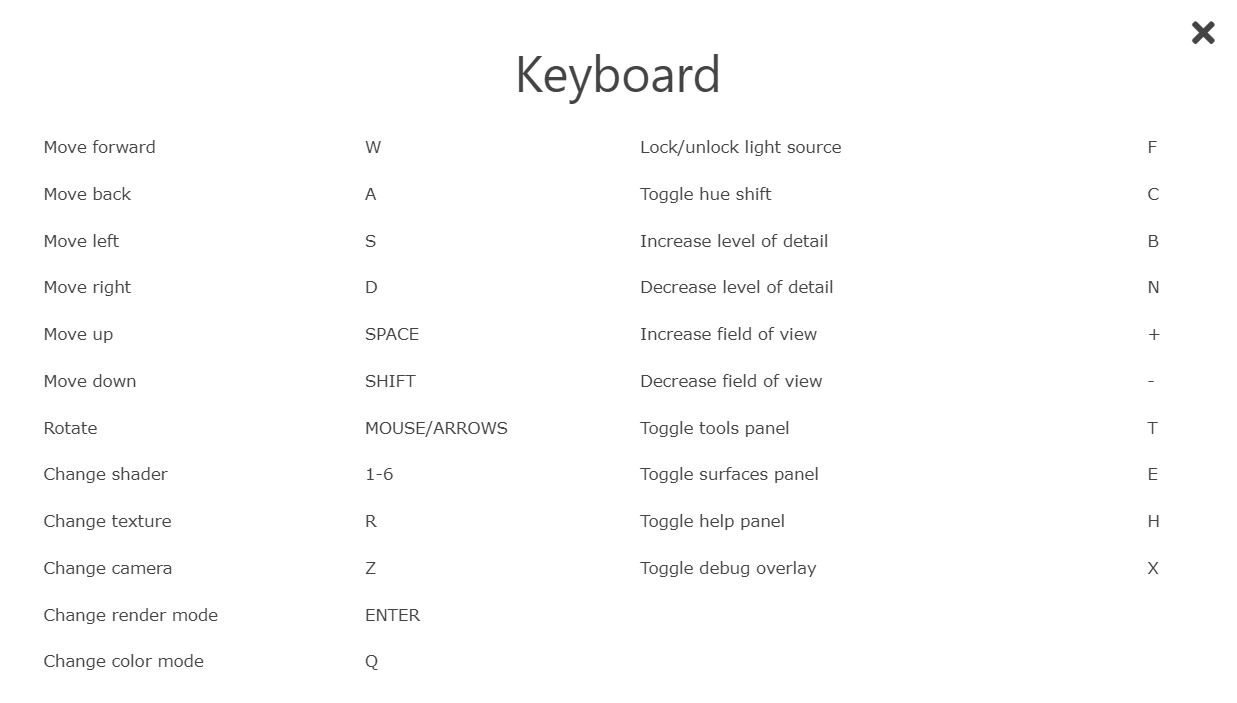 Keyboard
Move forward W
Move back A
Move left S
Move right D
Move up SPACE
Move down SHIFT
Rotate MOUSE/ARROWS
Change shader 1-6
Change texture R
Change camera Z
Change render mode ENTER
Change color mode Q
Lock/unlock light source F
Toggle hue shift C
Increase level of detail B
Decrease level of detail N
Increase field of view +
Decrease field of view -
Toggle tools panel T
Toggle surfaces panel E
Toggle help panel H
Toggle debug overlay X